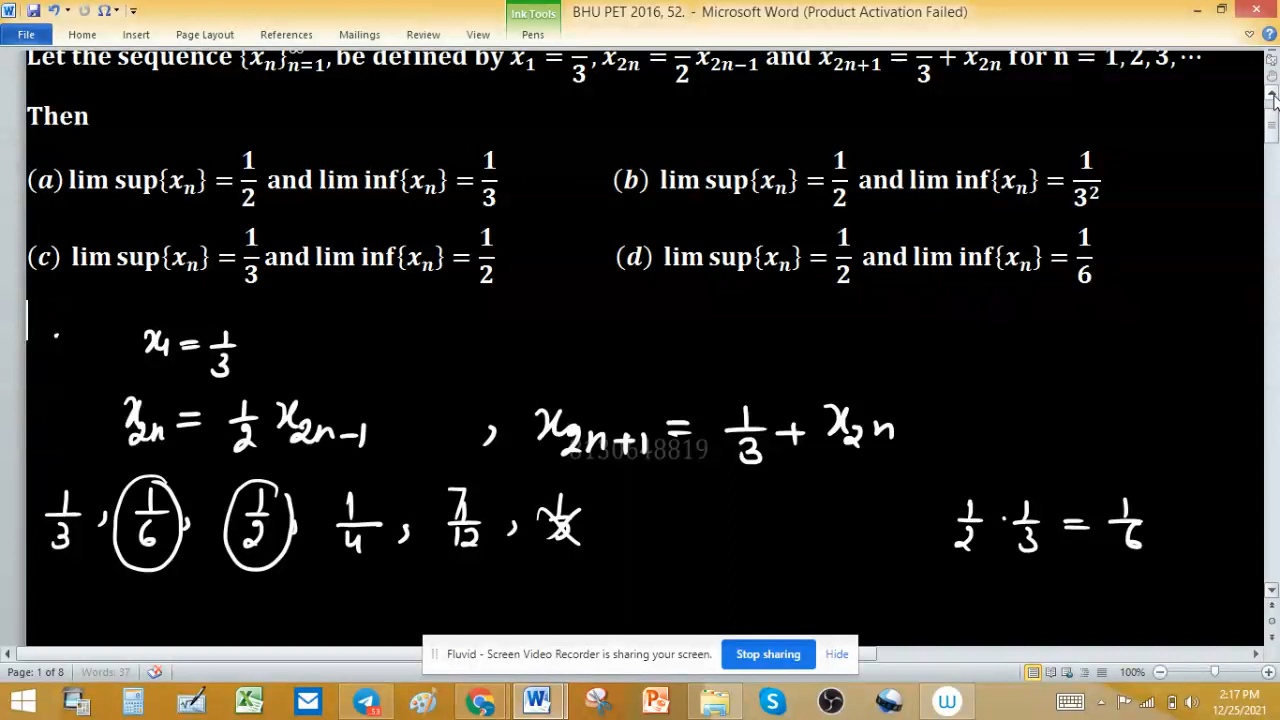 Ink Tools
BHU PET 2016, 52. - Microsoft Word (Product Activation Failed)
File Home Insert Page Layout References Mailings Review View Pens
Let the sequence {xₙ}ₙ₌₁^∞, be defined by x₁ = /3, x₂ₙ = /2 x₂ₙ₋₁ and x₂ₙ₊₁ = /3 + x₂ₙ for n = 1, 2, 3, ⋯
Then
(a) lim sup{xₙ} = 1/2 and lim inf{xₙ} = 1/3 (b) lim sup{xₙ} = 1/2 and lim inf{xₙ} = 1/3²
(c) lim sup{xₙ} = 1/3 and lim inf{xₙ} = 1/2 (d) lim sup{xₙ} = 1/2 and lim inf{xₙ} = 1/6
x₁ = 1/3
x₂ₙ = 1/2 x₂ₙ₋₁ , x₂ₙ₊₁ = 1/3 + x₂ₙ
8130648819
1/3 , 1/6 , 1/2 , 1/4 , 7/12 , 1/2 · 1/3 = 1/6
Fluvid - Screen Video Recorder is sharing your screen. Stop sharing Hide
Page: 1 of 8 Words: 37 100%
53
2:17 PM
12/25/2021